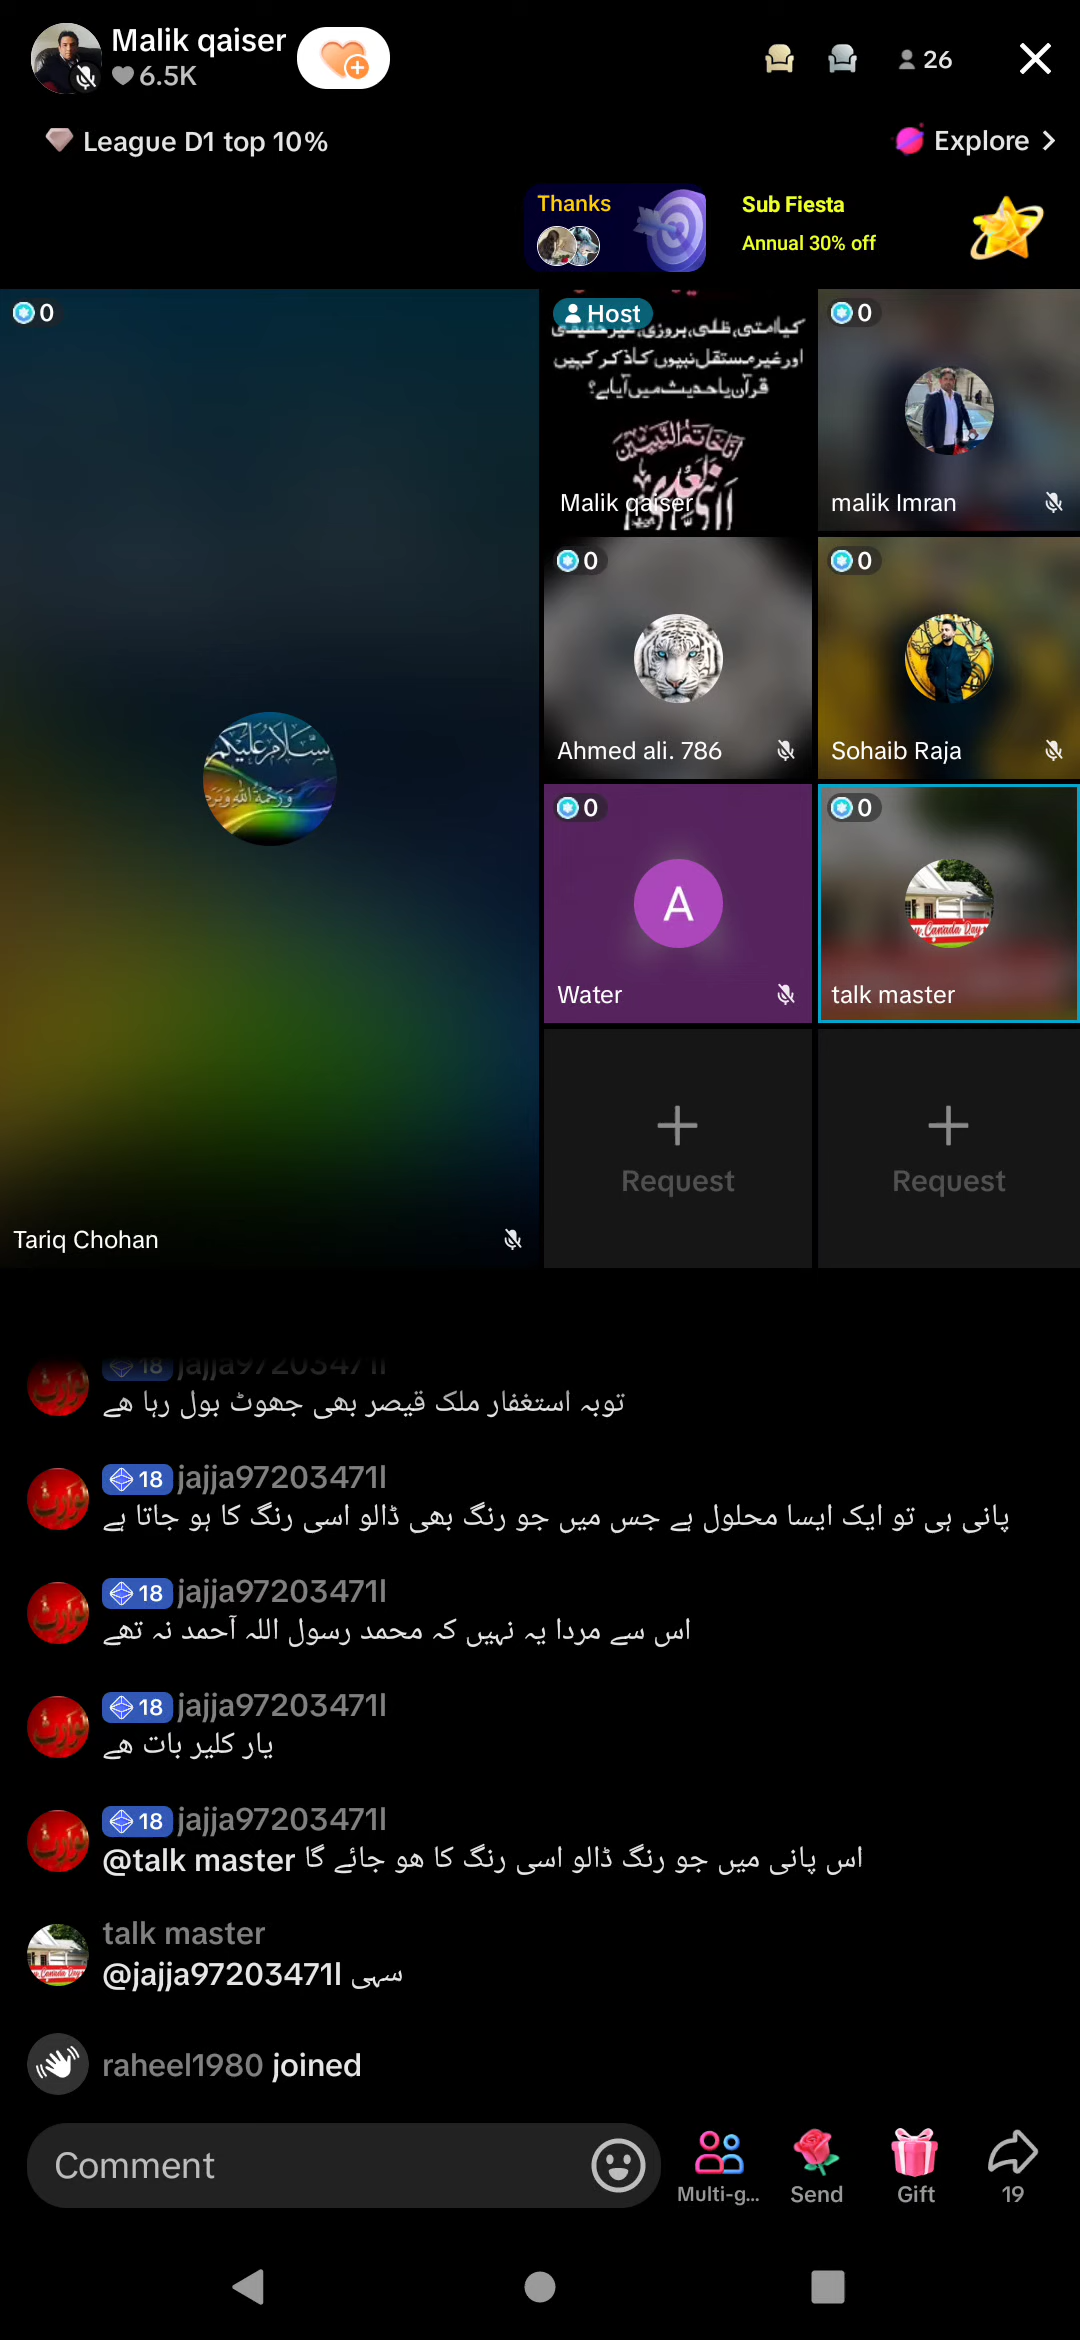 Malik qaiser
6.5K
26
League D1 top 10%
Explore
Thanks
Sub Fiesta
Annual 30% off
0
Host
کیا امتی، ظلی، بروزی، غیر حقیقی
اور غیر مستقل نبیوں کا ذکر کہیں
قرآن یا حدیث میں آیا ہے؟
اَنَا خَاتَمُ النَّبِيِّيْنَ
Malik qaiser
0
malik Imran
0
Ahmed ali. 786
0
Sohaib Raja
0
A
Water
0
Canada Day
talk master
Request
Request
Tariq Chohan
18 jajja97203471l
توبہ استغفار ملک قیصر بھی جھوٹ بول رہا ھے
18 jajja97203471l
پانی ہی تو ایک ایسا محلول ہے جس میں جو رنگ بھی ڈالو اسی رنگ کا ہو جاتا ہے
18 jajja97203471l
اس سے مردا یہ نہیں کہ محمد رسول اللہ آحمد نہ تھے
18 jajja97203471l
یار کلیر بات ھے
18 jajja97203471l
@talk master اس پانی میں جو رنگ ڈالو اسی رنگ کا ھو جائے گا
talk master
@jajja97203471l سہی
raheel1980 joined
Comment
Multi-g...
Send
Gift
19